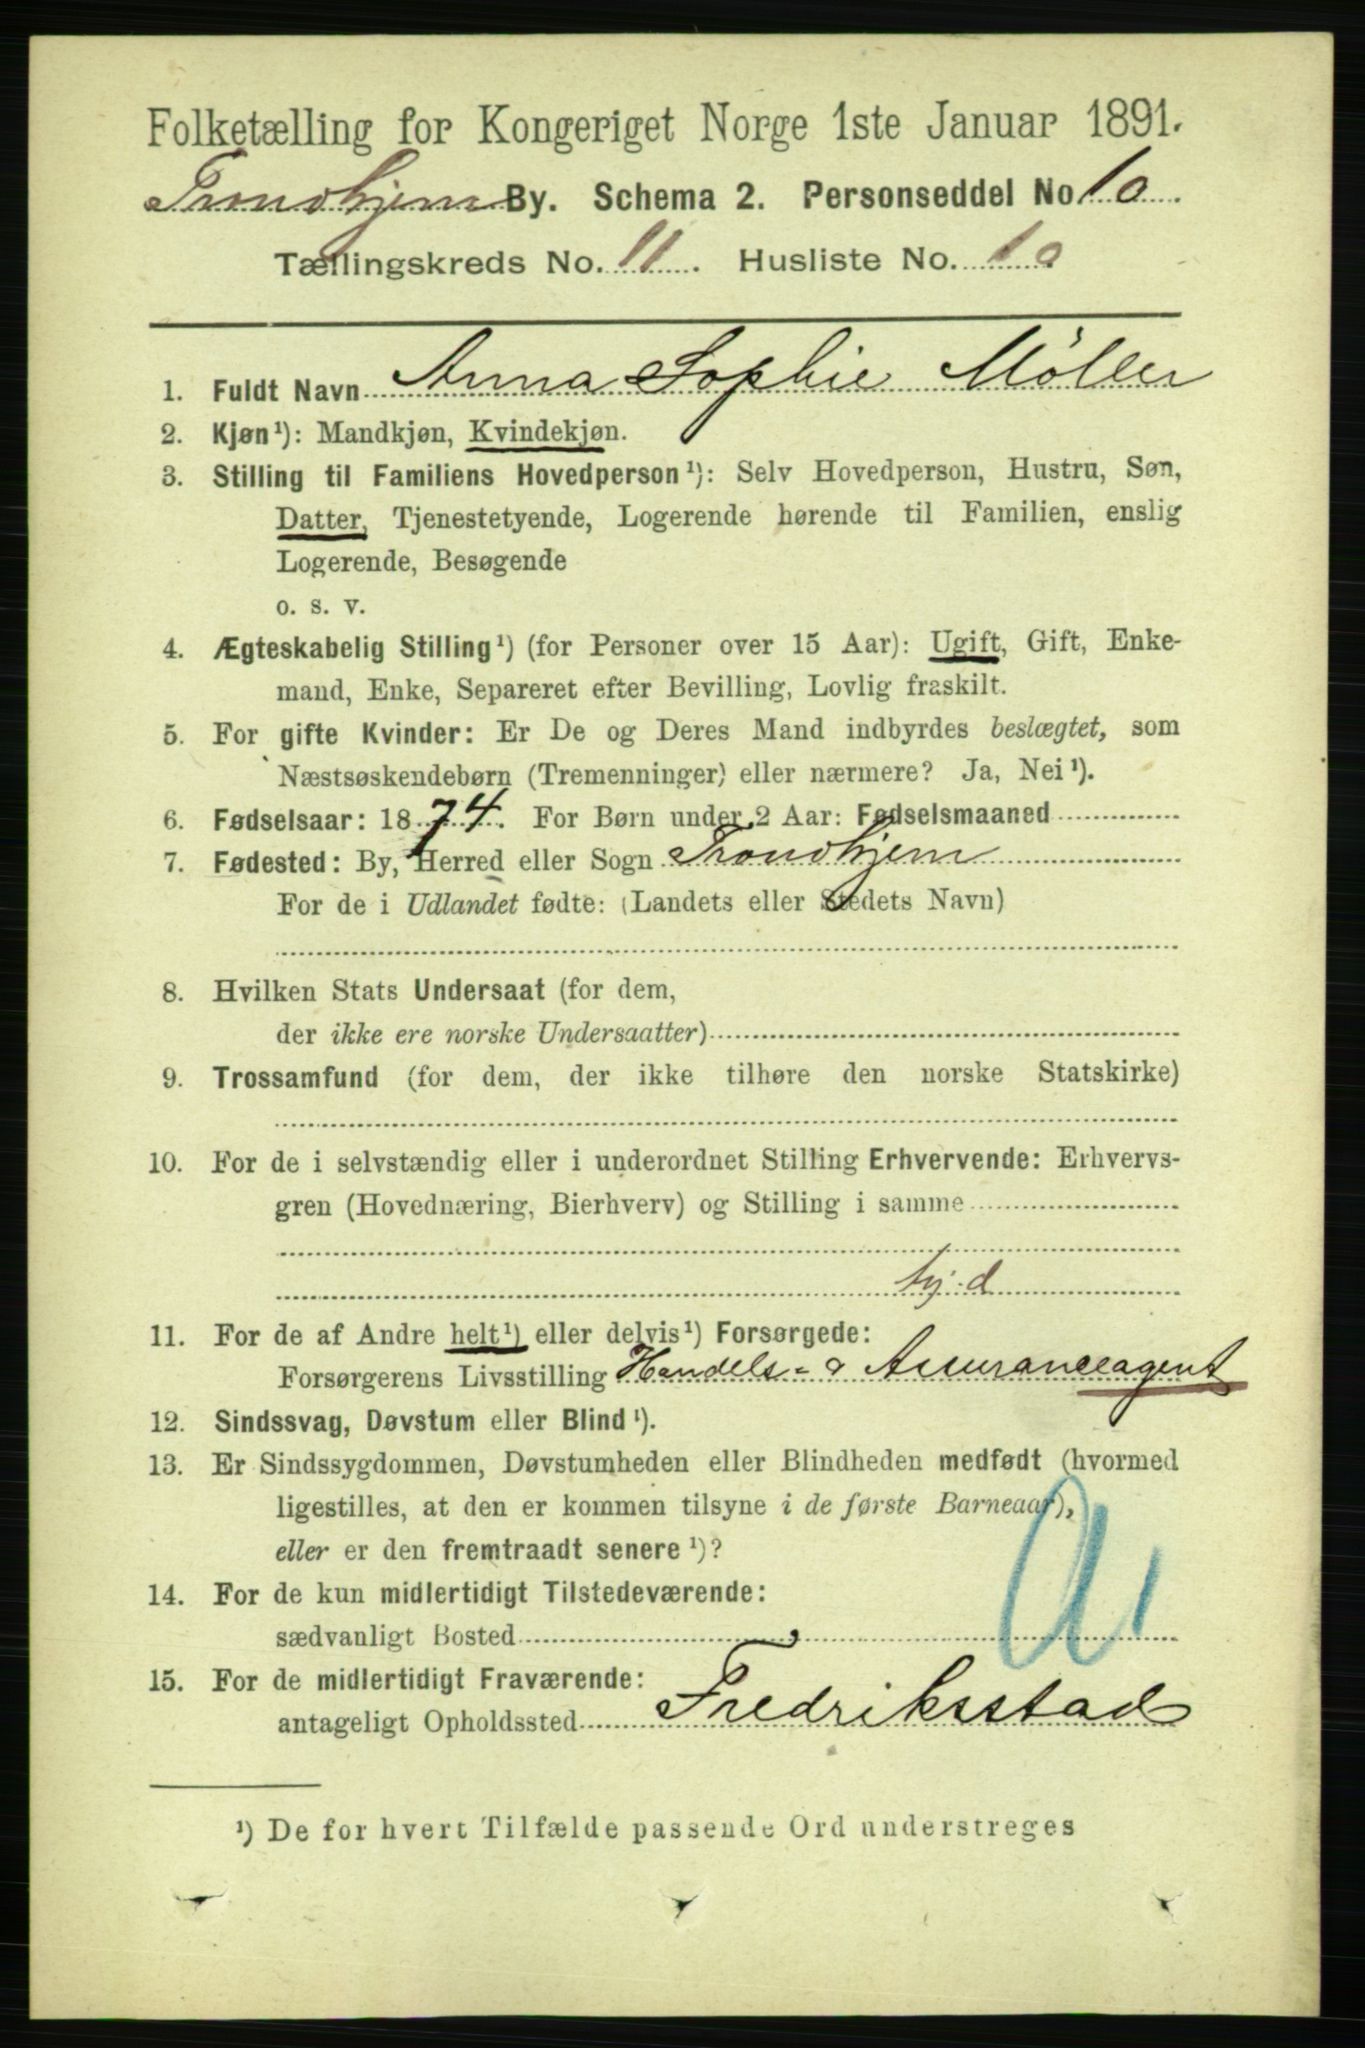 Folketælling for Kongeriget Norge 1ste Januar 1891.
Trondhjem By. Schema 2. Personseddel No. 10.
Tællingskreds No. 11. Husliste No. 10
1. Fuldt Navn Anna Sophie Möller
2. Kjøn¹): Mandkjøn, Kvindekjøn.
3. Stilling til Familiens Hovedperson¹): Selv Hovedperson, Hustru, Søn,
Datter, Tjenestetyende, Logerende hørende til Familien, enslig
Logerende, Besøgende
o. s. v.
4. Ægteskabelig Stilling¹) (for Personer over 15 Aar): Ugift, Gift, Enke-
mand, Enke, Separeret efter Bevilling, Lovlig fraskilt.
5. For gifte Kvinder: Er De og Deres Mand indbyrdes beslægtet, som
Næstsøskendebørn (Tremenninger) eller nærmere? Ja, Nei¹).
6. Fødselsaar: 1874. For Børn under 2 Aar: Fødselsmaaned
7. Fødested: By, Herred eller Sogn Trondhjem
For de i Udlandet fødte: (Landets eller Stedets Navn)
8. Hvilken Stats Undersaat (for dem,
der ikke ere norske Undersaatter)
9. Trossamfund (for dem, der ikke tilhøre den norske Statskirke)
10. For de i selvstændig eller i underordnet Stilling Erhvervende: Erhvervs-
gren (Hovednæring, Bierhverv) og Stilling i samme
11. For de af Andre helt¹) eller delvis¹) Forsørgede:
Forsørgerens Livsstilling Handels- & Assuranceagent
12. Sindssvag, Døvstum eller Blind¹).
13. Er Sindssygdommen, Døvstumheden eller Blindheden medfødt (hvormed
ligestilles, at den er kommen tilsyne i de første Barneaar),
eller er den fremtraadt senere¹)?
14. For de kun midlertidigt Tilstedeværende:
sædvanligt Bosted
15. For de midlertidigt Fraværende:
antageligt Opholdssted Fredriksstad
¹) De for hvert Tilfælde passende Ord understreges